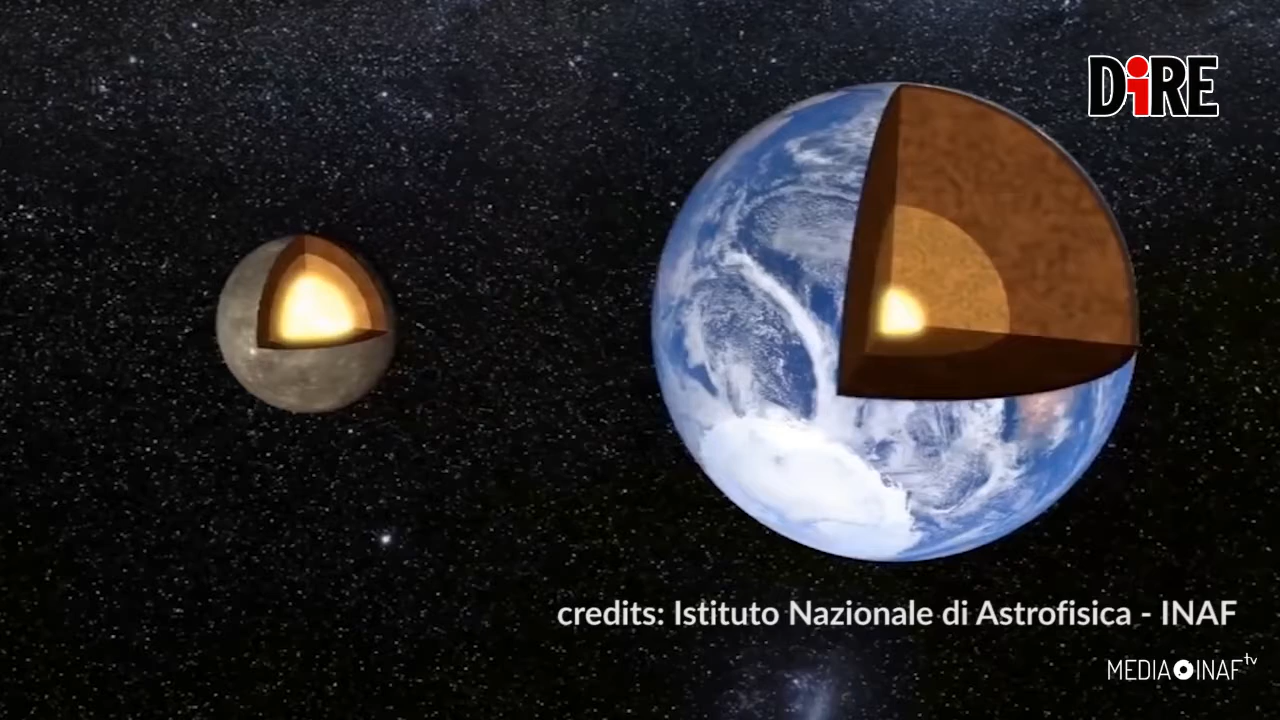 DiRE
credits: Istituto Nazionale di Astrofisica - INAF
MEDIA INAF tv